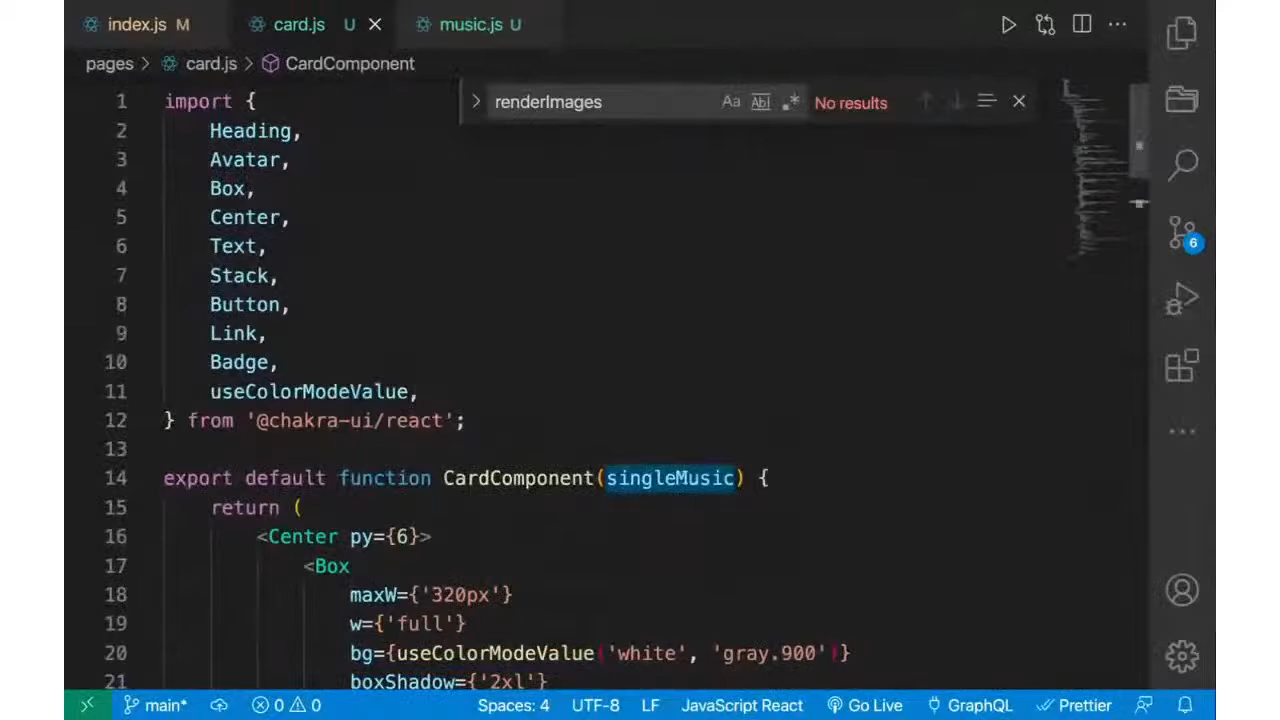 index.js M card.js U music.js U
pages > card.js > CardComponent
renderImages Aa Abl .* No results
1 import {
2 Heading,
3 Avatar,
4 Box,
5 Center,
6 Text,
7 Stack,
8 Button,
9 Link,
10 Badge,
11 useColorModeValue,
12 } from '@chakra-ui/react';
13
14 export default function CardComponent(singleMusic) {
15 return (
16 <Center py={6}>
17 <Box
18 maxW={'320px'}
19 w={'full'}
20 bg={useColorModeValue('white', 'gray.900')}
21 boxShadow={'2xl'}
6
main* 0 0 Spaces: 4 UTF-8 LF JavaScript React Go Live GraphQL Prettier